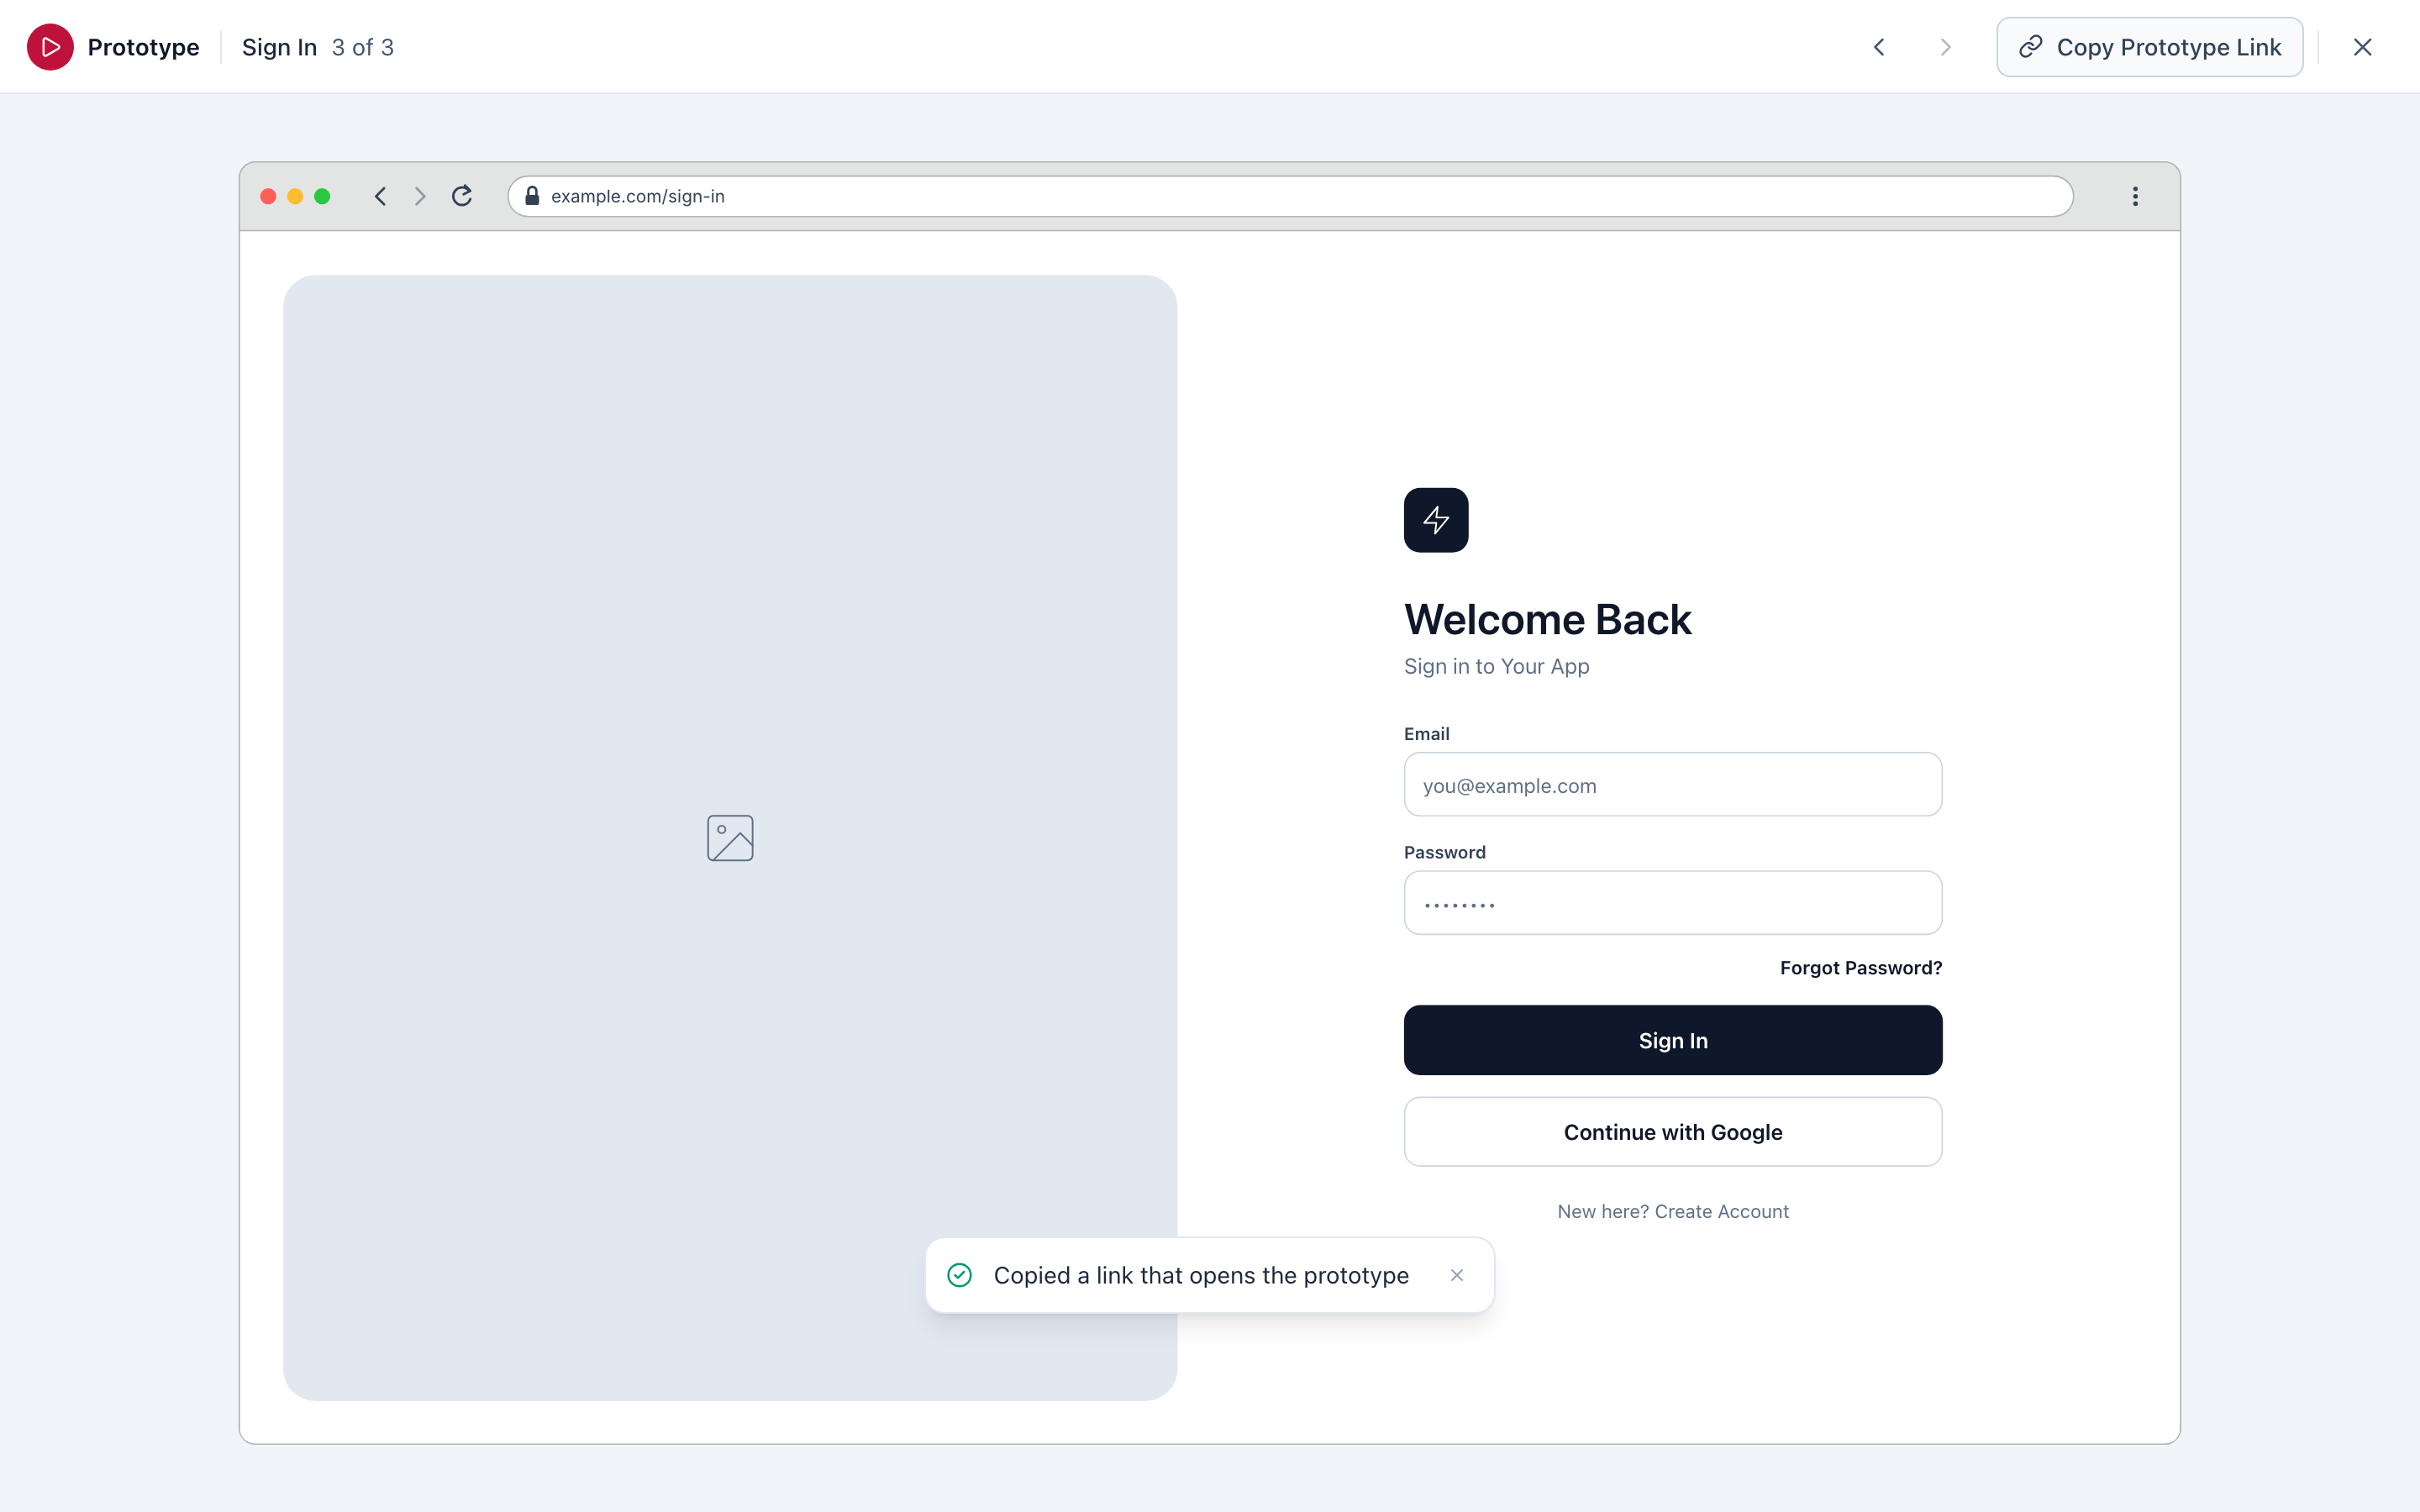 Prototype
Sign In 3 of 3
Copy Prototype Link
example.com/sign-in
Welcome Back
Sign in to Your App
Email
you@example.com
Password
••••••••
Forgot Password?
Sign In
Continue with Google
New here? Create Account
Copied a link that opens the prototype